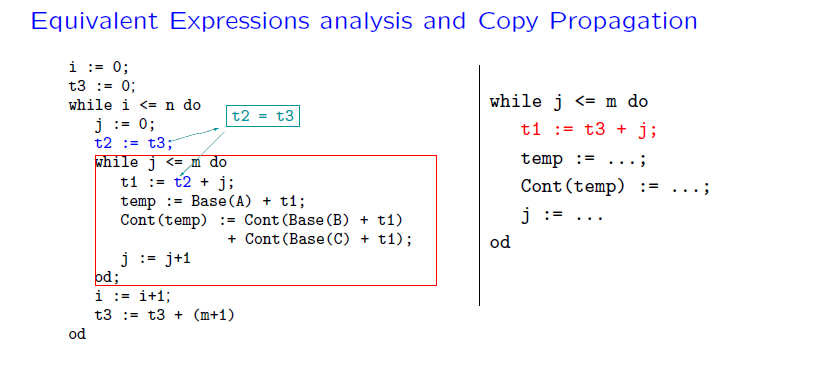 Equivalent Expressions analysis and Copy Propagation
i := 0;
t3 := 0;
while i <= n do
j := 0;
t2 := t3;
t2 = t3
while j <= m do
t1 := t2 + j;
temp := Base(A) + t1;
Cont(temp) := Cont(Base(B) + t1)
+ Cont(Base(C) + t1);
j := j+1
od;
i := i+1;
t3 := t3 + (m+1)
od
while j <= m do
t1 := t3 + j;
temp := ...;
Cont(temp) := ...;
j := ...
od